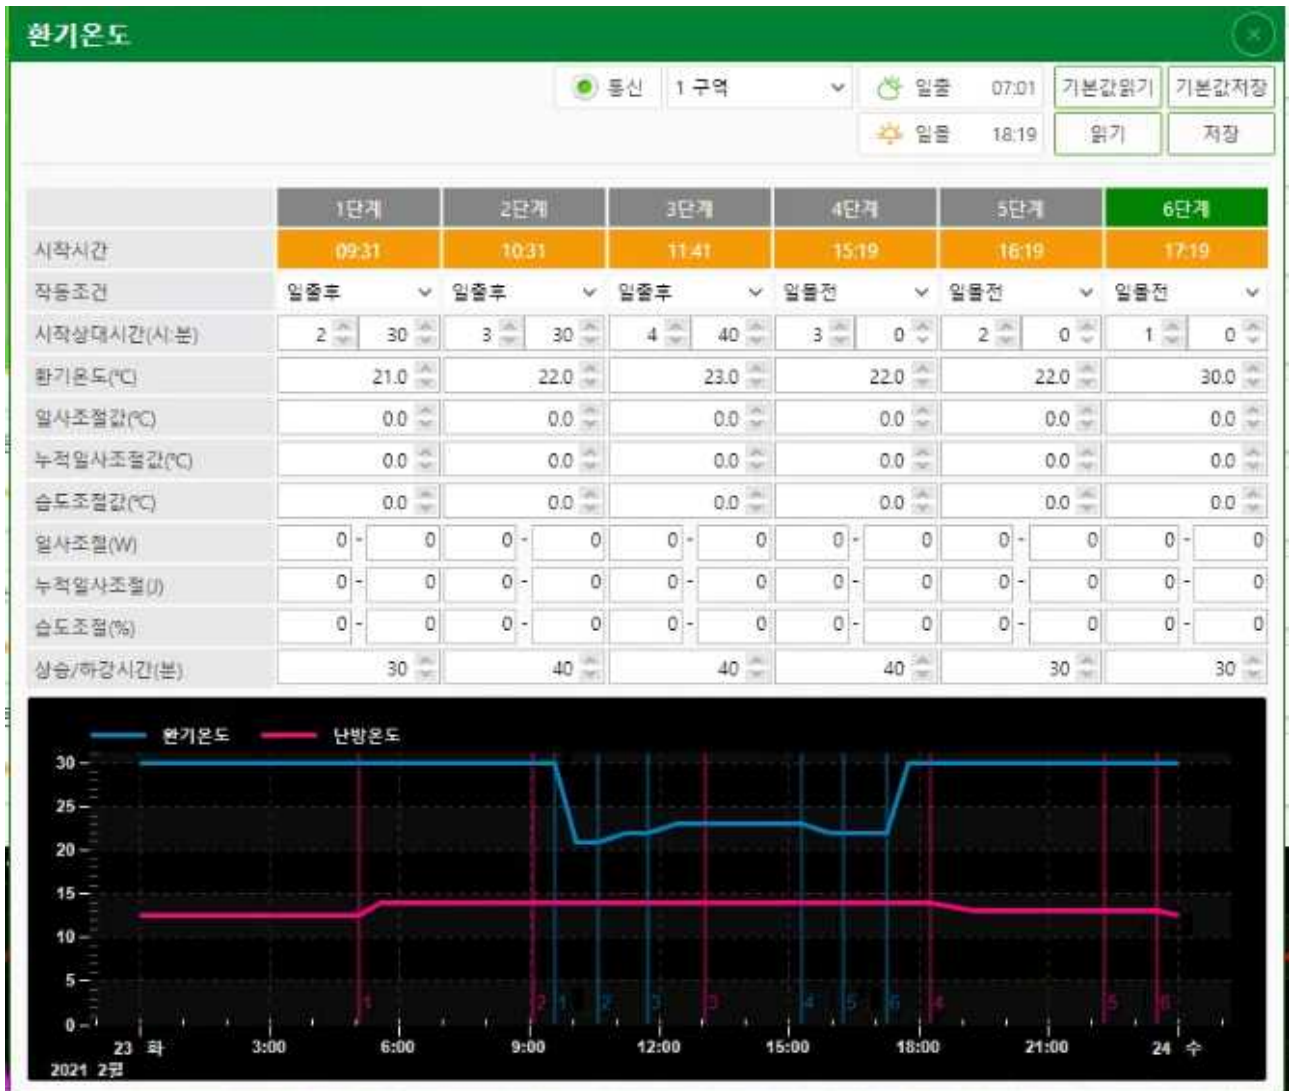 환기온도
통신 1 구역 일출 07:01 기본값읽기 기본값저장
일몰 18:19 읽기 저장
1단계 2단계 3단계 4단계 5단계 6단계
시작시간 09:31 10:31 11:41 15:19 16:19 17:19
작동조건 일출후 일출후 일출후 일몰전 일몰전 일몰전
시작상대시간(시:분) 2 30 3 30 4 40 3 0 2 0 1 0
환기온도(℃) 21.0 22.0 23.0 22.0 22.0 30.0
일사조절값(℃) 0.0 0.0 0.0 0.0 0.0 0.0
누적일사조절값(℃) 0.0 0.0 0.0 0.0 0.0 0.0
습도조절값(℃) 0.0 0.0 0.0 0.0 0.0 0.0
일사조절(W) 0 - 0 0 - 0 0 - 0 0 - 0 0 - 0 0 - 0
누적일사조절(J) 0 - 0 0 - 0 0 - 0 0 - 0 0 - 0 0 - 0
습도조절(%) 0 - 0 0 - 0 0 - 0 0 - 0 0 - 0 0 - 0
상승/하강시간(분) 30 40 40 40 30 30
환기온도 난방온도
30
25
20
15
10
5
1 2 1 2 3 3 4 5 6 4 5 6
0
23 화 3:00 6:00 9:00 12:00 15:00 18:00 21:00 24 수
2021 2월